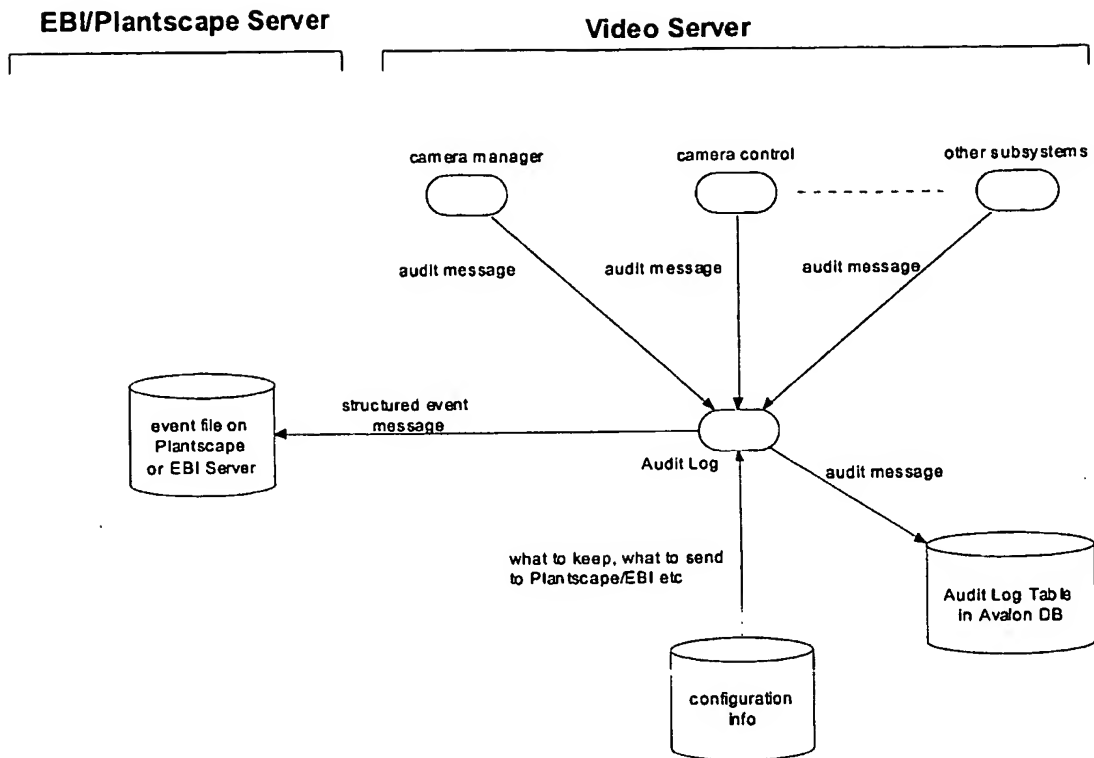 EBI/Plantscape Server
Video Server
camera manager
camera control
other subsystems
audit message
audit message
audit message
structured event
message
event file on
Plantscape
or EBI Server
Audit Log
audit message
what to keep, what to send
to Plantscape/EBI etc
Audit Log Table
in Avalon DB
configuration
info